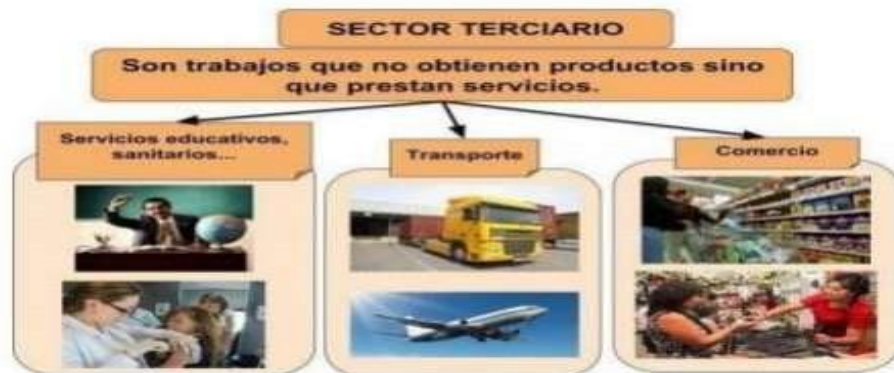 SECTOR TERCIARIO
Son trabajos que no obtienen productos sino
que prestan servicios.
Servicios educativos,
sanitarios...
Transporte
Comercio